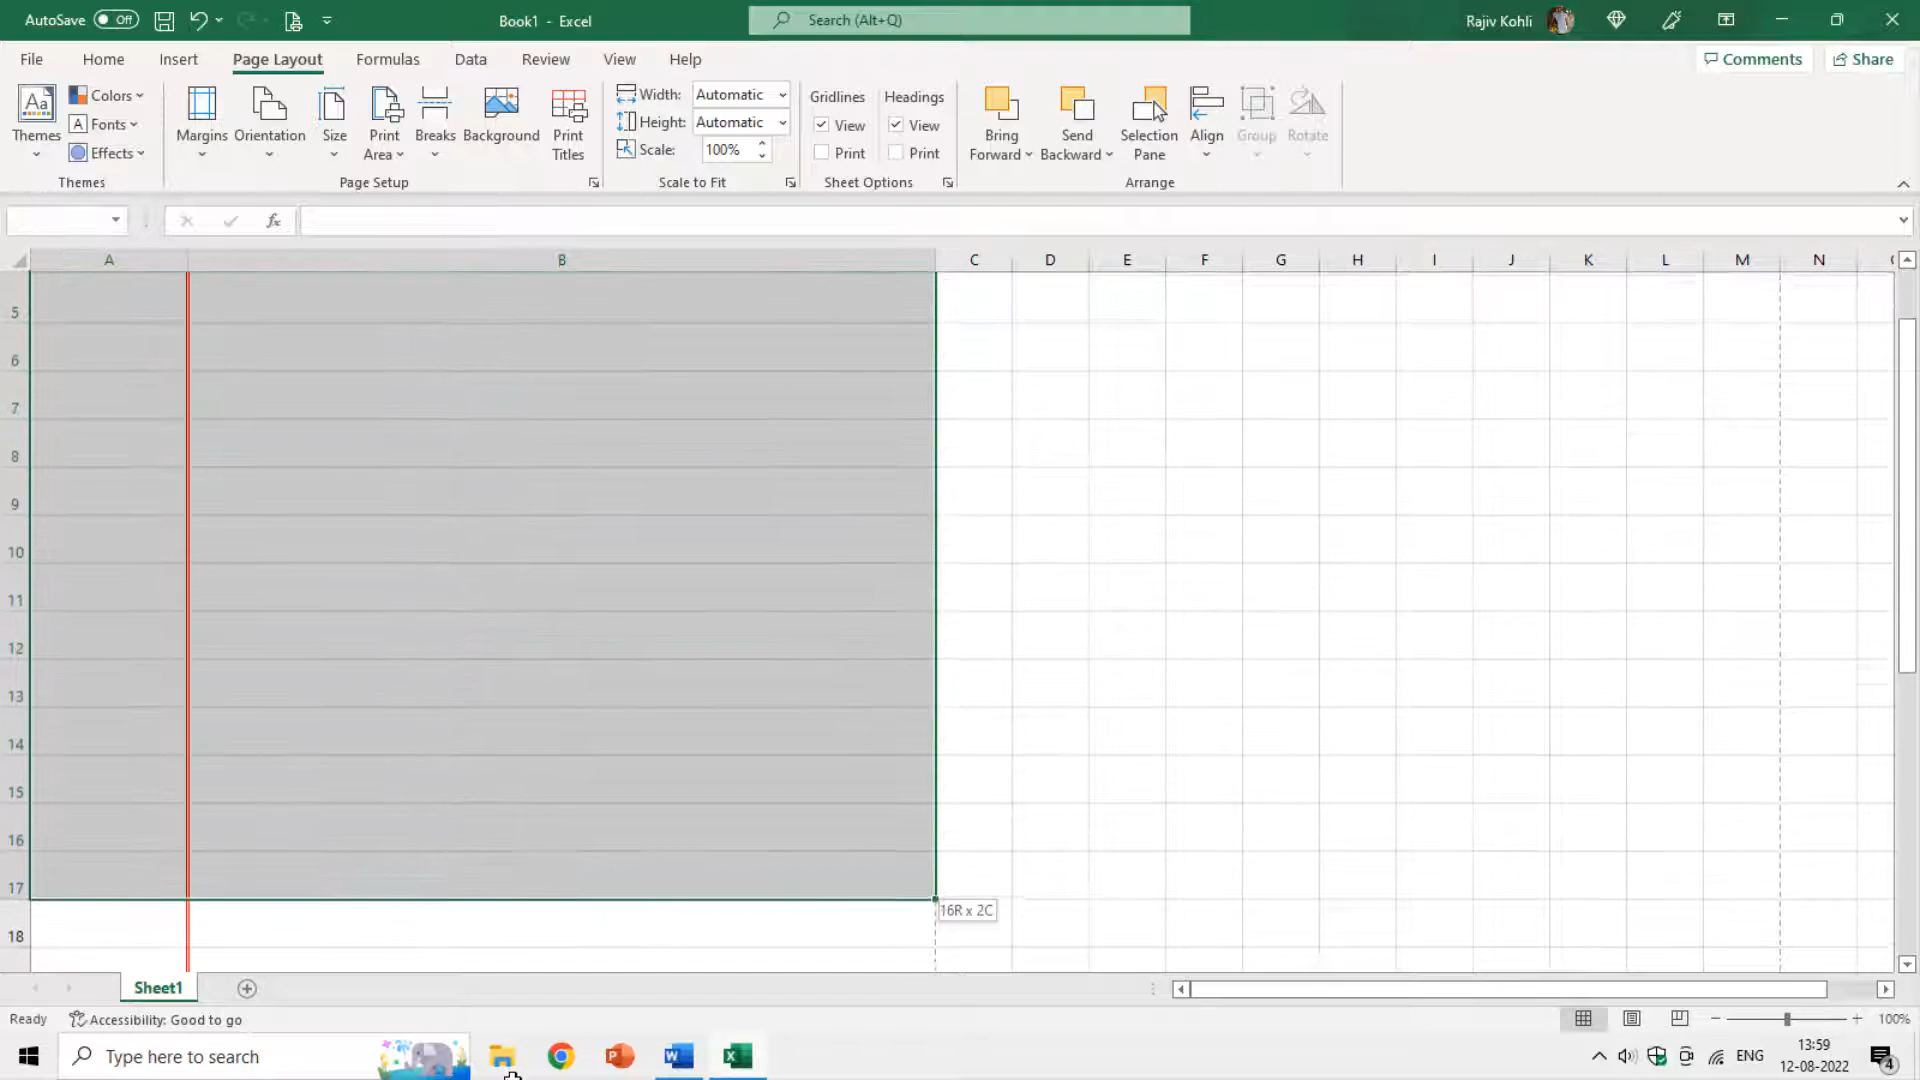 AutoSave Off Book1 - Excel Search (Alt+Q) Rajiv Kohli
File Home Insert Page Layout Formulas Data Review View Help Comments Share
Themes Colors Fonts Effects
Themes
Margins Orientation Size Print Area Breaks Background Print Titles
Page Setup
Width: Automatic
Height: Automatic
Scale: 100%
Scale to Fit
Gridlines Headings
View View
Print Print
Sheet Options
Bring Forward Send Backward Selection Pane Align Group Rotate
Arrange
fx
A B C D E F G H I J K L M N
5
6
7
8
9
10
11
12
13
14
15
16
17
16R x 2C
18
Sheet1
Ready Accessibility: Good to go 100%
Type here to search ENG 13:59
12-08-2022 4